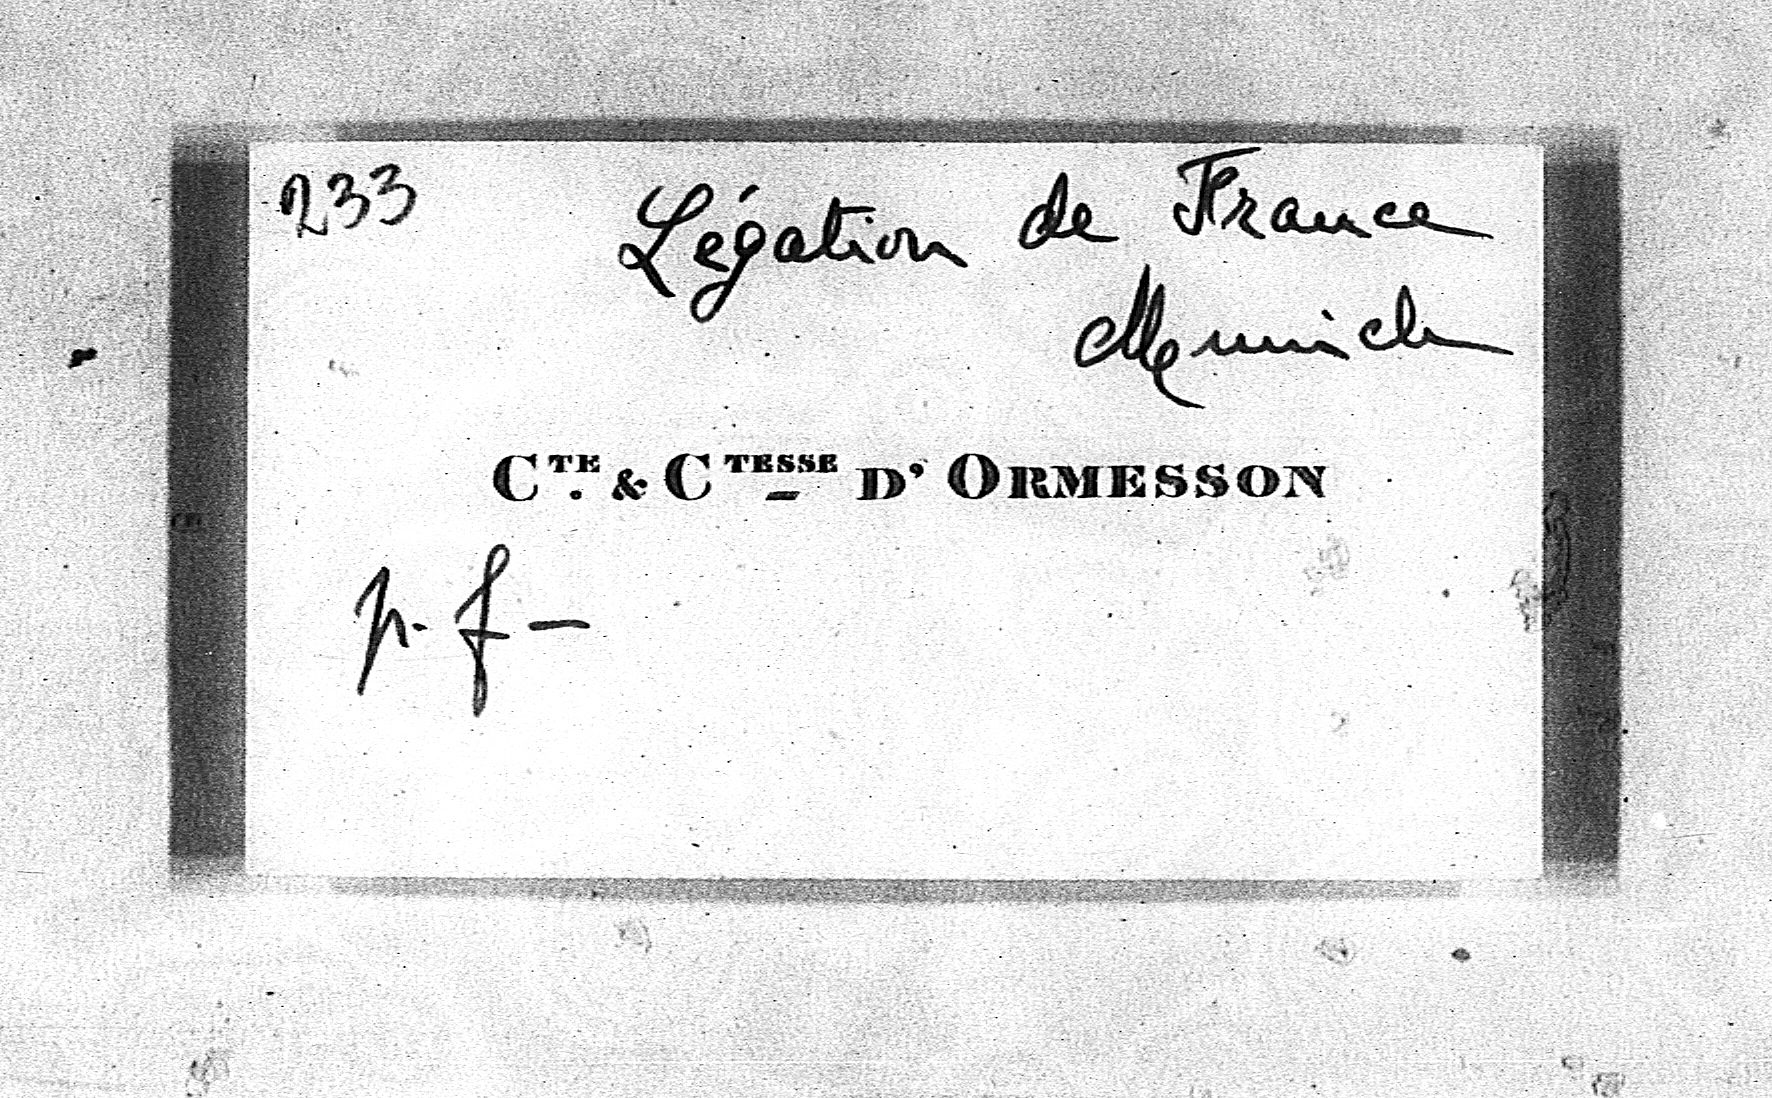 233
Légation de France
Munich
Cte. & Ctesse d'Ormesson
p. f –